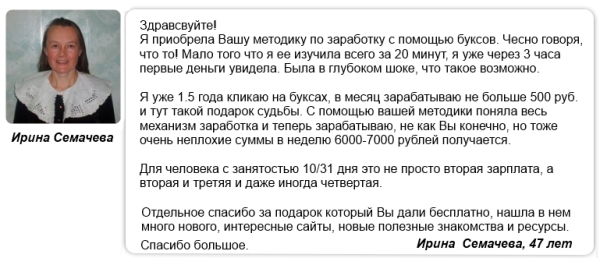 Здравсвуйте!
Я приобрела Вашу методику по заработку с помощью буксов. Чесно говоря,
что то! Мало того что я ее изучила всего за 20 минут, я уже через 3 часа
первые деньги увидела. Была в глубоком шоке, что такое возможно.
Я уже 1.5 года кликаю на буксах, в месяц зарабатываю не больше 500 руб.
и тут такой подарок судьбы. С помощью вашей методики поняла весь
механизм заработка и теперь зарабатываю, не как Вы конечно, но тоже
очень неплохие суммы в неделю 6000-7000 рублей получается.
Для человека с занятостью 10/31 дня это не просто вторая зарплата, а
вторая и третяя и даже иногда четвертая.
Отдельное спасибо за подарок который Вы дали бесплатно, нашла в нем
много нового, интересные сайты, новые полезные знакомства и ресурсы.
Спасибо большое.
Ирина Семачева, 47 лет
Ирина Семачева